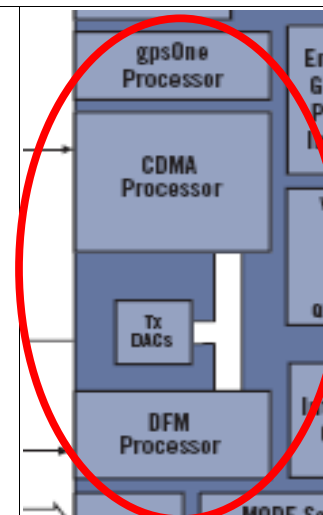 gpsOne
Processor
CDMA
Processor
Tx
DACs
DFM
Processor